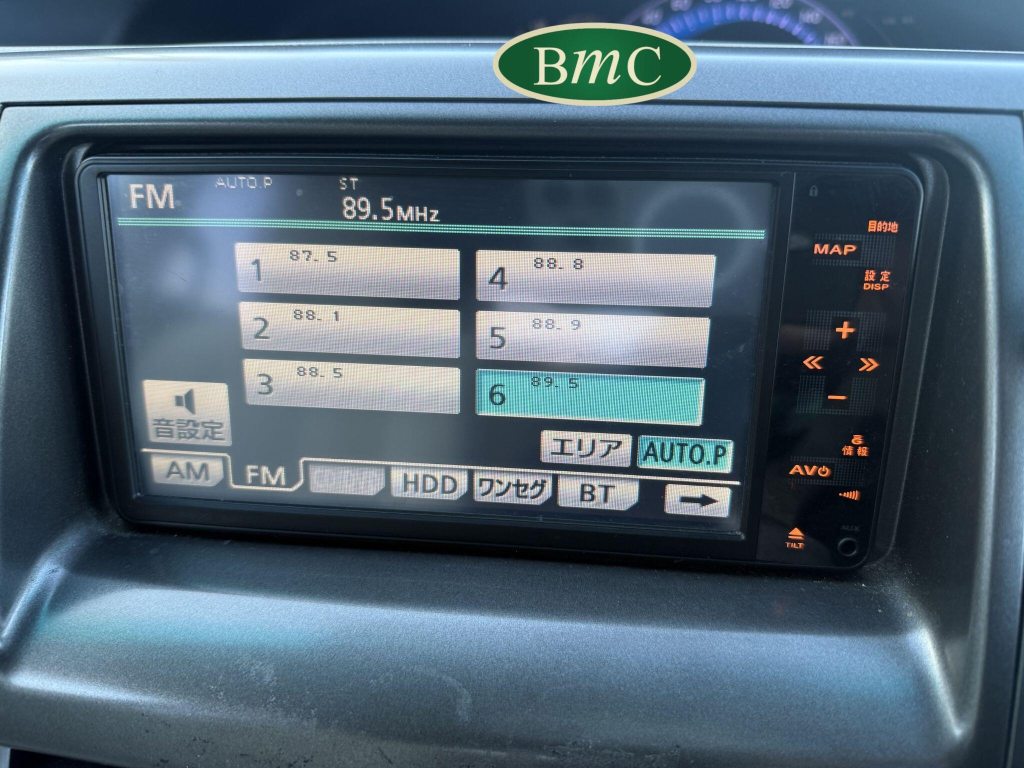 BmC
FM
AUTO.P
ST
89.5MHz
1 87.5
4 88.8
2 88.1
5 88.9
3 88.5
6 89.5
音設定
エリア
AUTO.P
AM
FM
HDD
ワンセグ
BT
目的地
MAP
設定
DISP
情報
AV
TILT
AUX